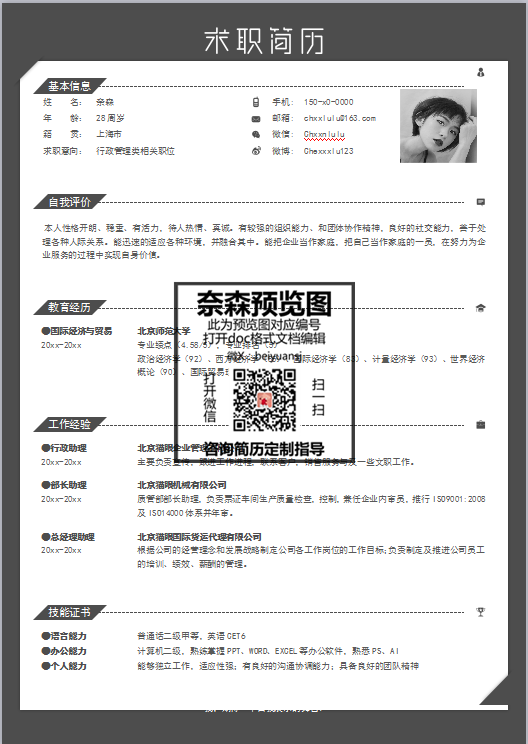 求职简历
基本信息
姓 名： 奈森 手机： 150-x0-0000
年 龄： 28周岁 邮箱： chxxlulu@163.com
籍 贯： 上海市 微信： Chxxnlulu
求职意向： 行政管理类相关职位 微博： Chexxxlu123
自我评价
本人性格开朗、稳重、有活力，待人热情、真诚。有较强的组织能力、和团体协作精神，良好的社交能力，善于处
理各种人际关系。能迅速的适应各种环境，并融合其中。能把企业当作家庭，把自己当作家庭的一员，在努力为企
业服务的过程中实现自身价值。
教育经历
●国际经济与贸易 北京师范大学
20xx—20xx 专业绩点（4.58/5），专业排名
政治经济学（92）、西方经济学 国际经济学 、计量经济学（93）、世界经济
概论（90）、国际贸易
奈森预览图
此为预览图对应编号
打开doc格式文档编辑
微X：beiyuansj
打开微信
扫一扫
咨询简历定制指导
工作经验
●行政助理 北京猫眼企业管理
20xx—20xx 主要负责宣传，跟进工作进程，联系客户，销售服务与及一些文职工作。
●部长助理 北京猫眼机械有限公司
20xx—20xx 质管部部长助理，负责票证车间生产质量检查，控制，兼任企业内审员，推行ISO9001:2008
及ISO14000体系并年审。
●总经理助理 北京猫眼国际货运代理有限公司
20xx—20xx 根据公司的经营理念和发展战略制定公司各工作岗位的工作目标；负责制定及推进公司员工
的培训、绩效、薪酬的管理。
技能证书
●语言能力 普通话二级甲等，英语CET6
●办公能力 计算机二级，熟练掌握PPT、WORD、EXCEL等办公软件，熟悉PS、AI
●个人能力 能够独立工作，适应性强；有良好的沟通协调能力；具备良好的团队精神